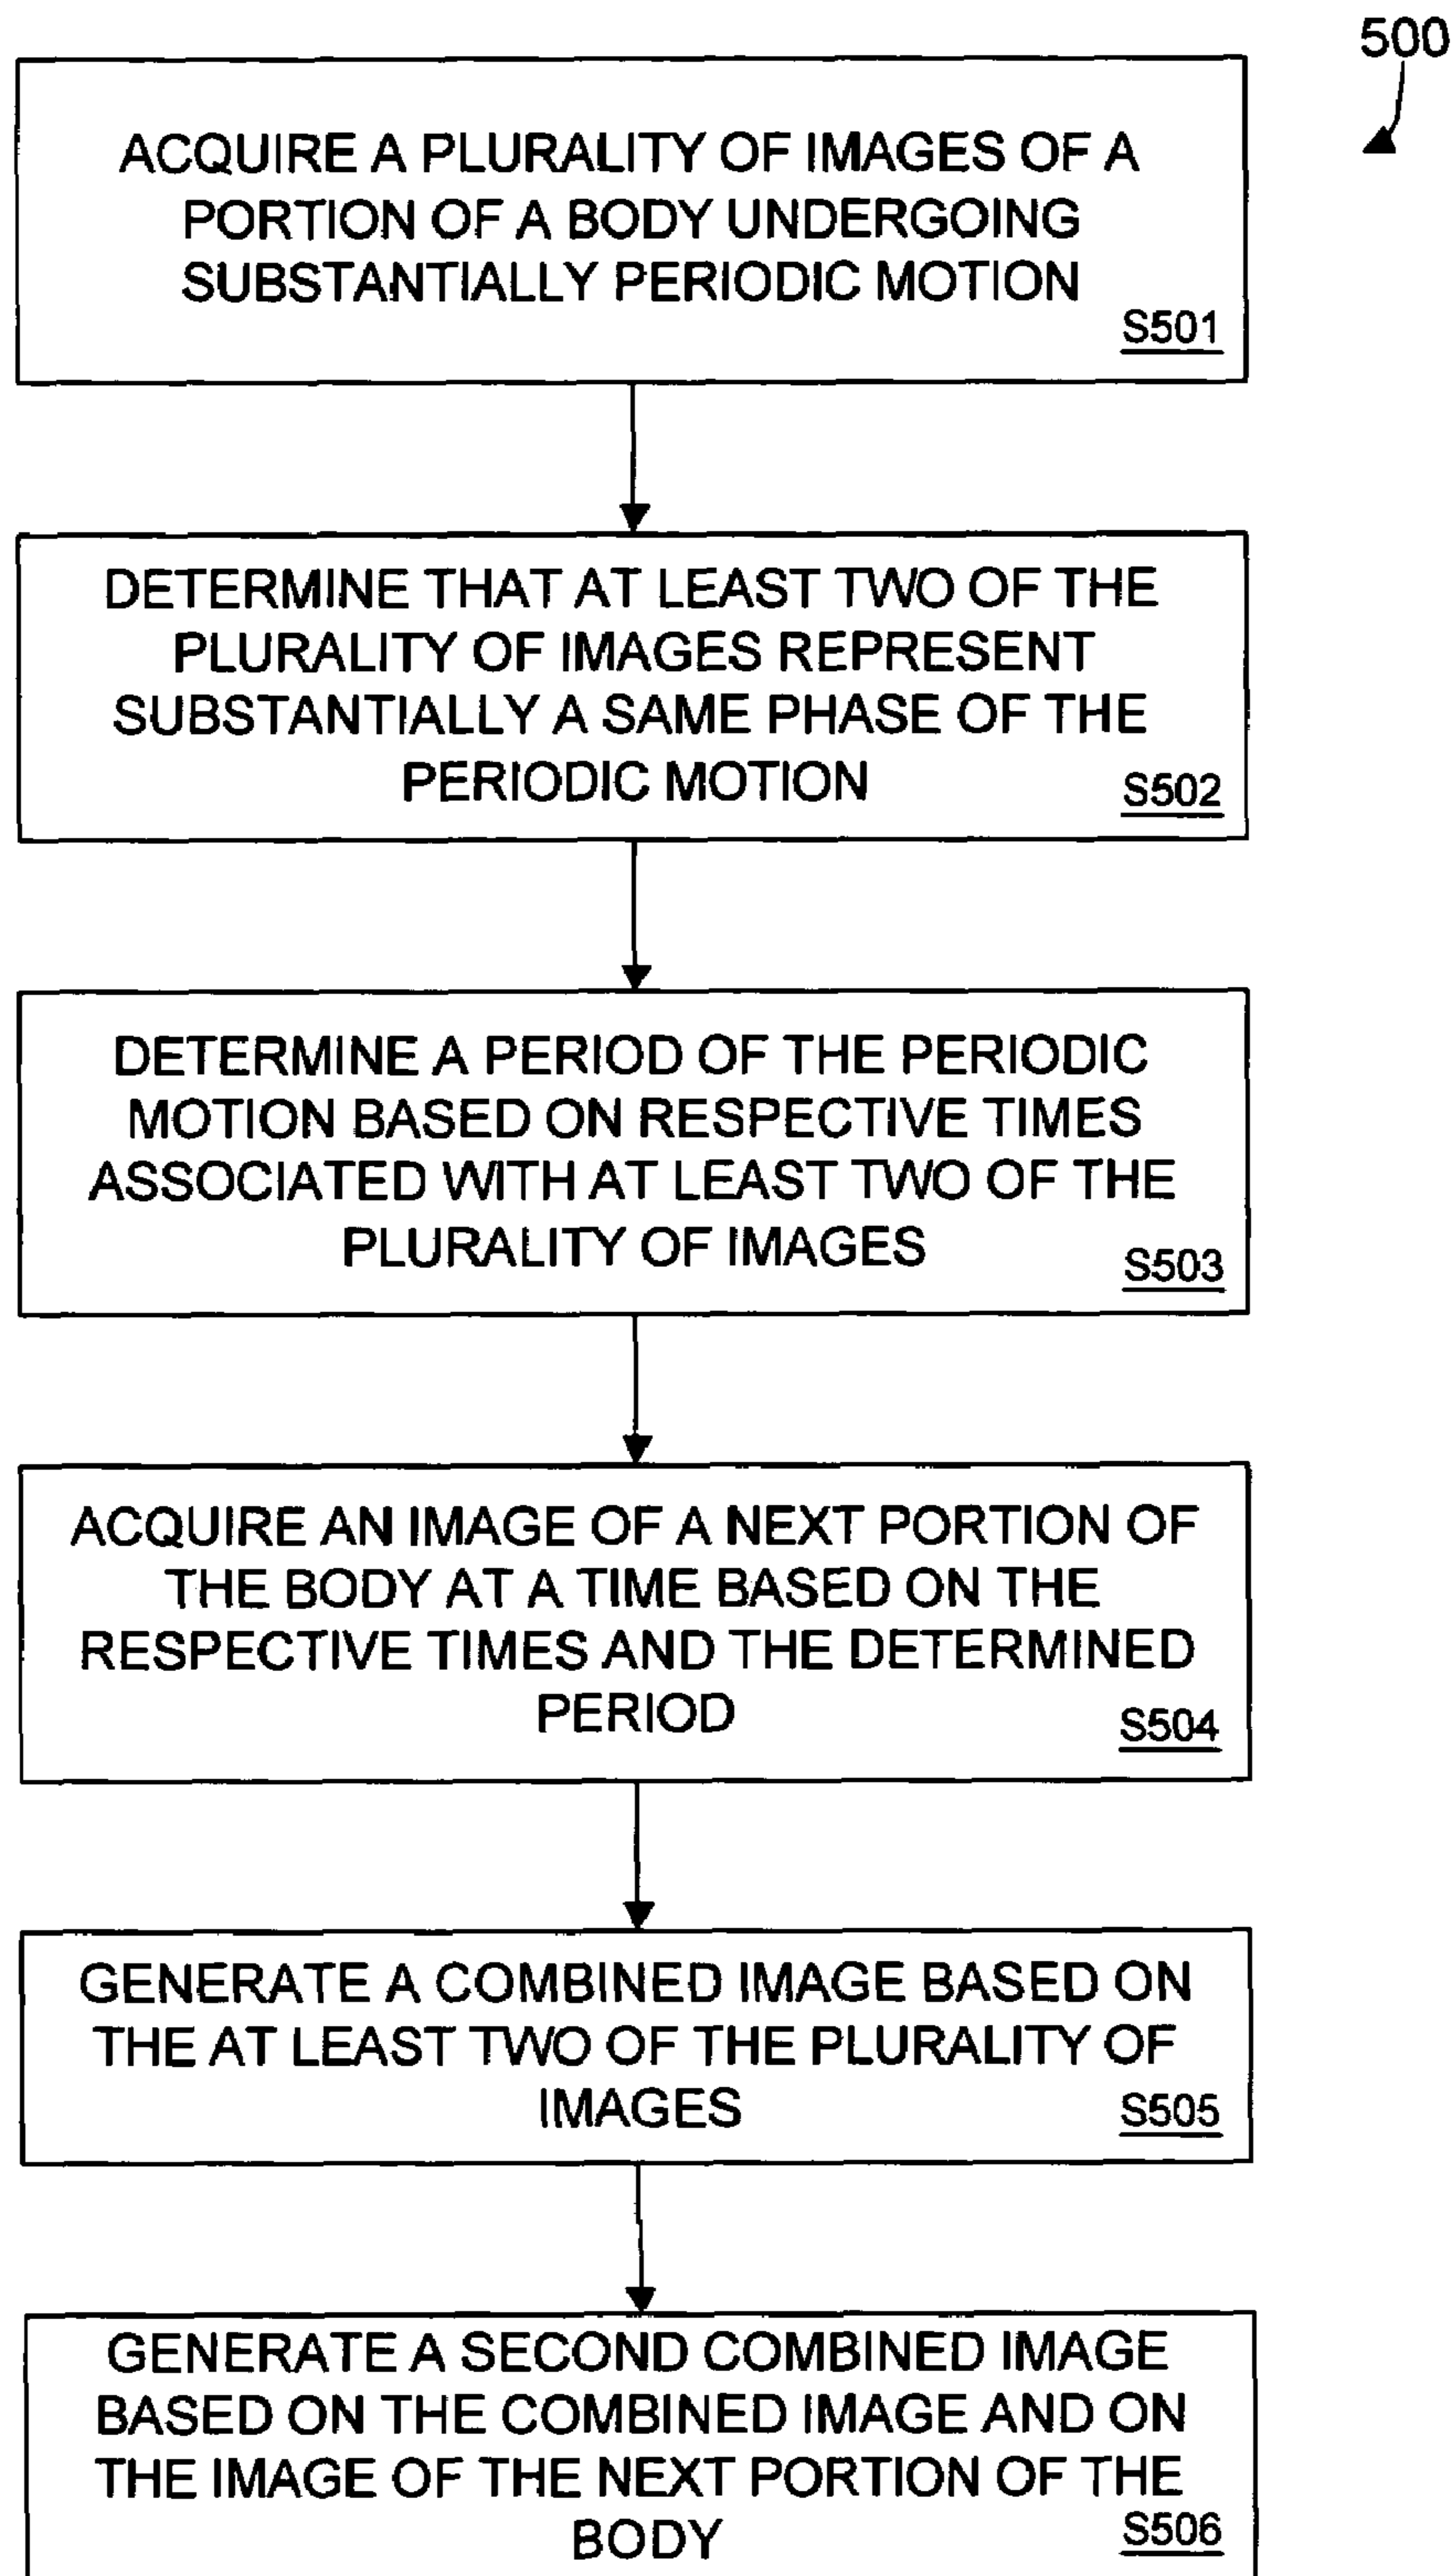 500
ACQUIRE A PLURALITY OF IMAGES OF A
PORTION OF A BODY UNDERGOING
SUBSTANTIALLY PERIODIC MOTION
S501
DETERMINE THAT AT LEAST TWO OF THE
PLURALITY OF IMAGES REPRESENT
SUBSTANTIALLY A SAME PHASE OF THE
PERIODIC MOTION
S502
DETERMINE A PERIOD OF THE PERIODIC
MOTION BASED ON RESPECTIVE TIMES
ASSOCIATED WITH AT LEAST TWO OF THE
PLURALITY OF IMAGES
S503
ACQUIRE AN IMAGE OF A NEXT PORTION OF
THE BODY AT A TIME BASED ON THE
RESPECTIVE TIMES AND THE DETERMINED
PERIOD
S504
GENERATE A COMBINED IMAGE BASED ON
THE AT LEAST TWO OF THE PLURALITY OF
IMAGES
S505
GENERATE A SECOND COMBINED IMAGE
BASED ON THE COMBINED IMAGE AND ON
THE IMAGE OF THE NEXT PORTION OF THE
BODY
S506